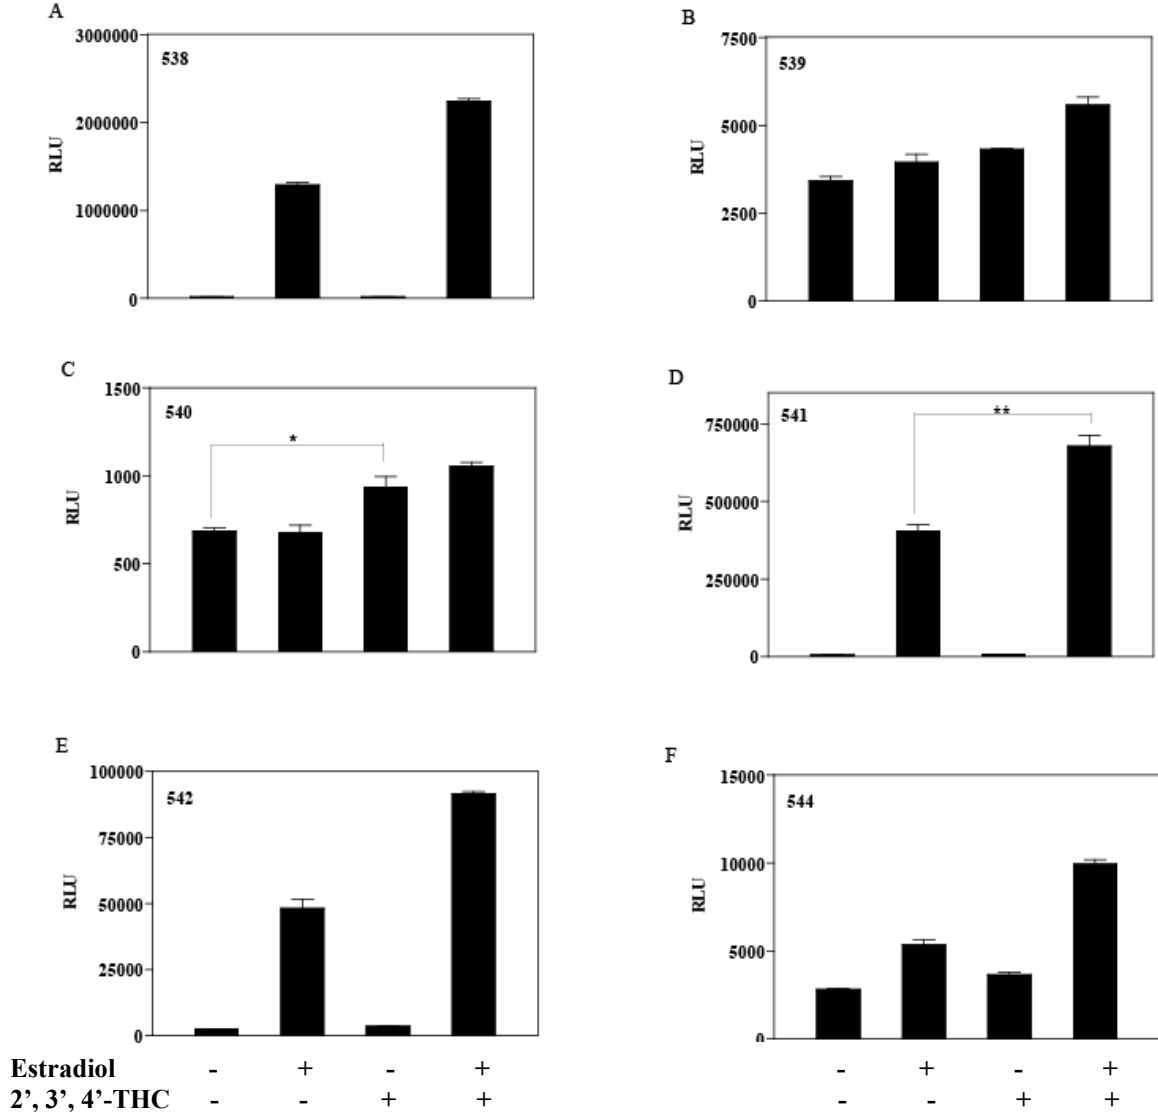 A
3000000
538
2000000
RLU
1000000
0
B
7500
539
5000
RLU
2500
0
C
1500
540
*
1000
RLU
500
0
D
541
**
750000
500000
RLU
250000
0
E
100000
542
75000
RLU
50000
25000
0
F
15000
544
10000
RLU
5000
0
Estradiol - + - + - + - +
2’, 3’, 4’-THC - - + + - - + +